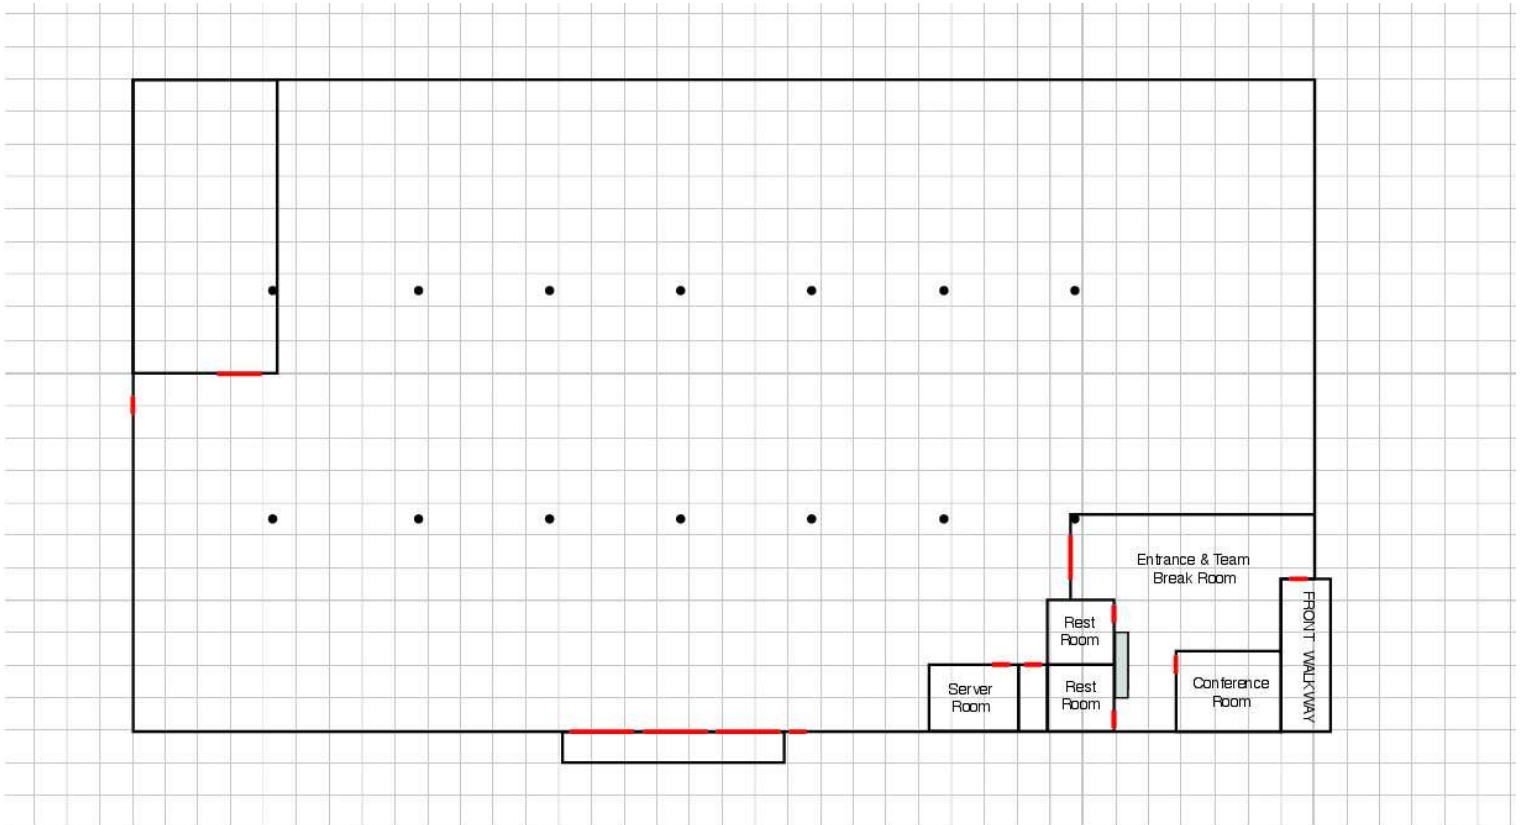 Entrance & Team
Break Room
FRONT WALKWAY
Rest
Room
Server
Room
Rest
Room
Conference
Room